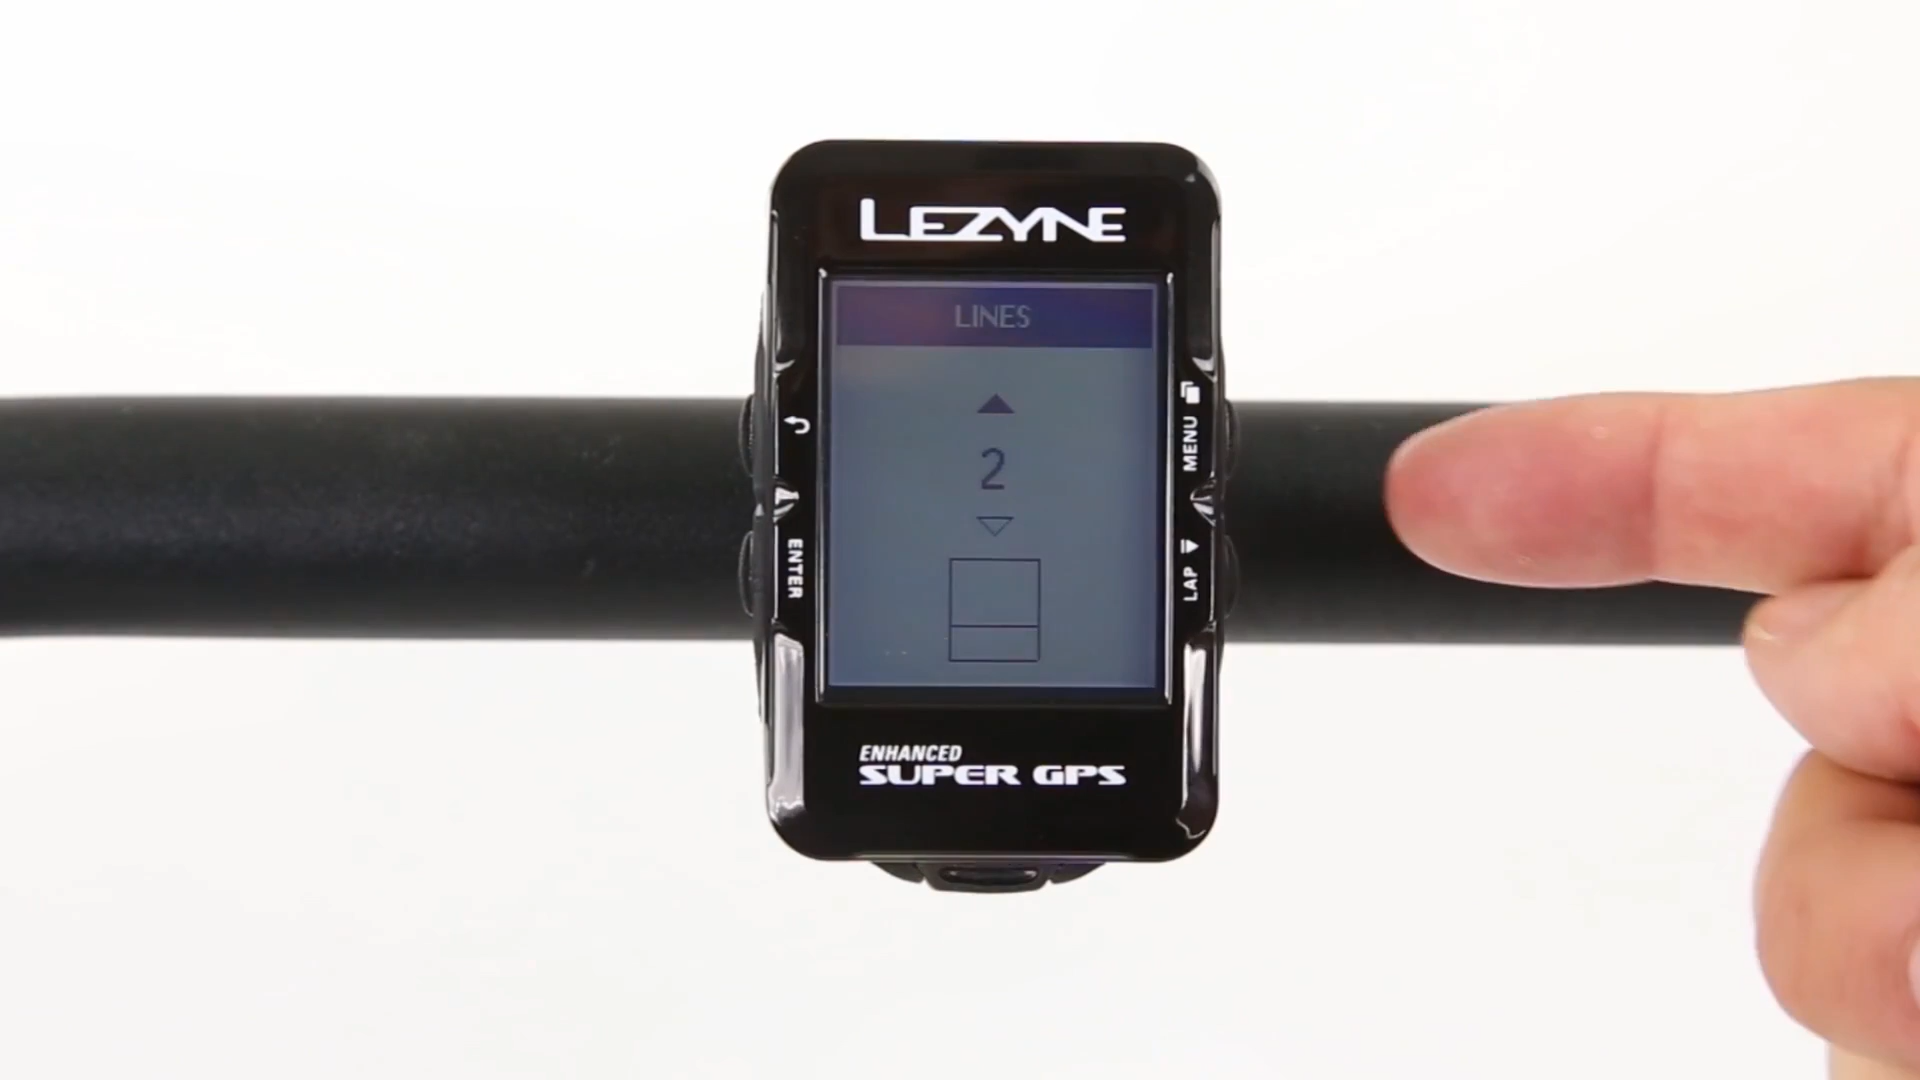 LEZYNE
LINES
2
MENU
ENTER
LAP
ENHANCED
SUPER GPS